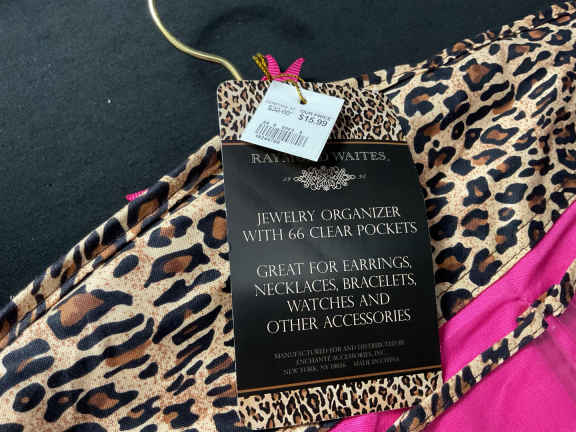 $15.99
RAYMOND WAITES
JEWELRY ORGANIZER
WITH 66 CLEAR POCKETS
GREAT FOR EARRINGS,
NECKLACES, BRACELETS,
WATCHES AND
OTHER ACCESSORIES
MANUFACTURED FOR AND DISTRIBUTED BY
ENCHANTÉ ACCESSORIES, INC.
NEW YORK, NY 10016 MADE IN CHINA